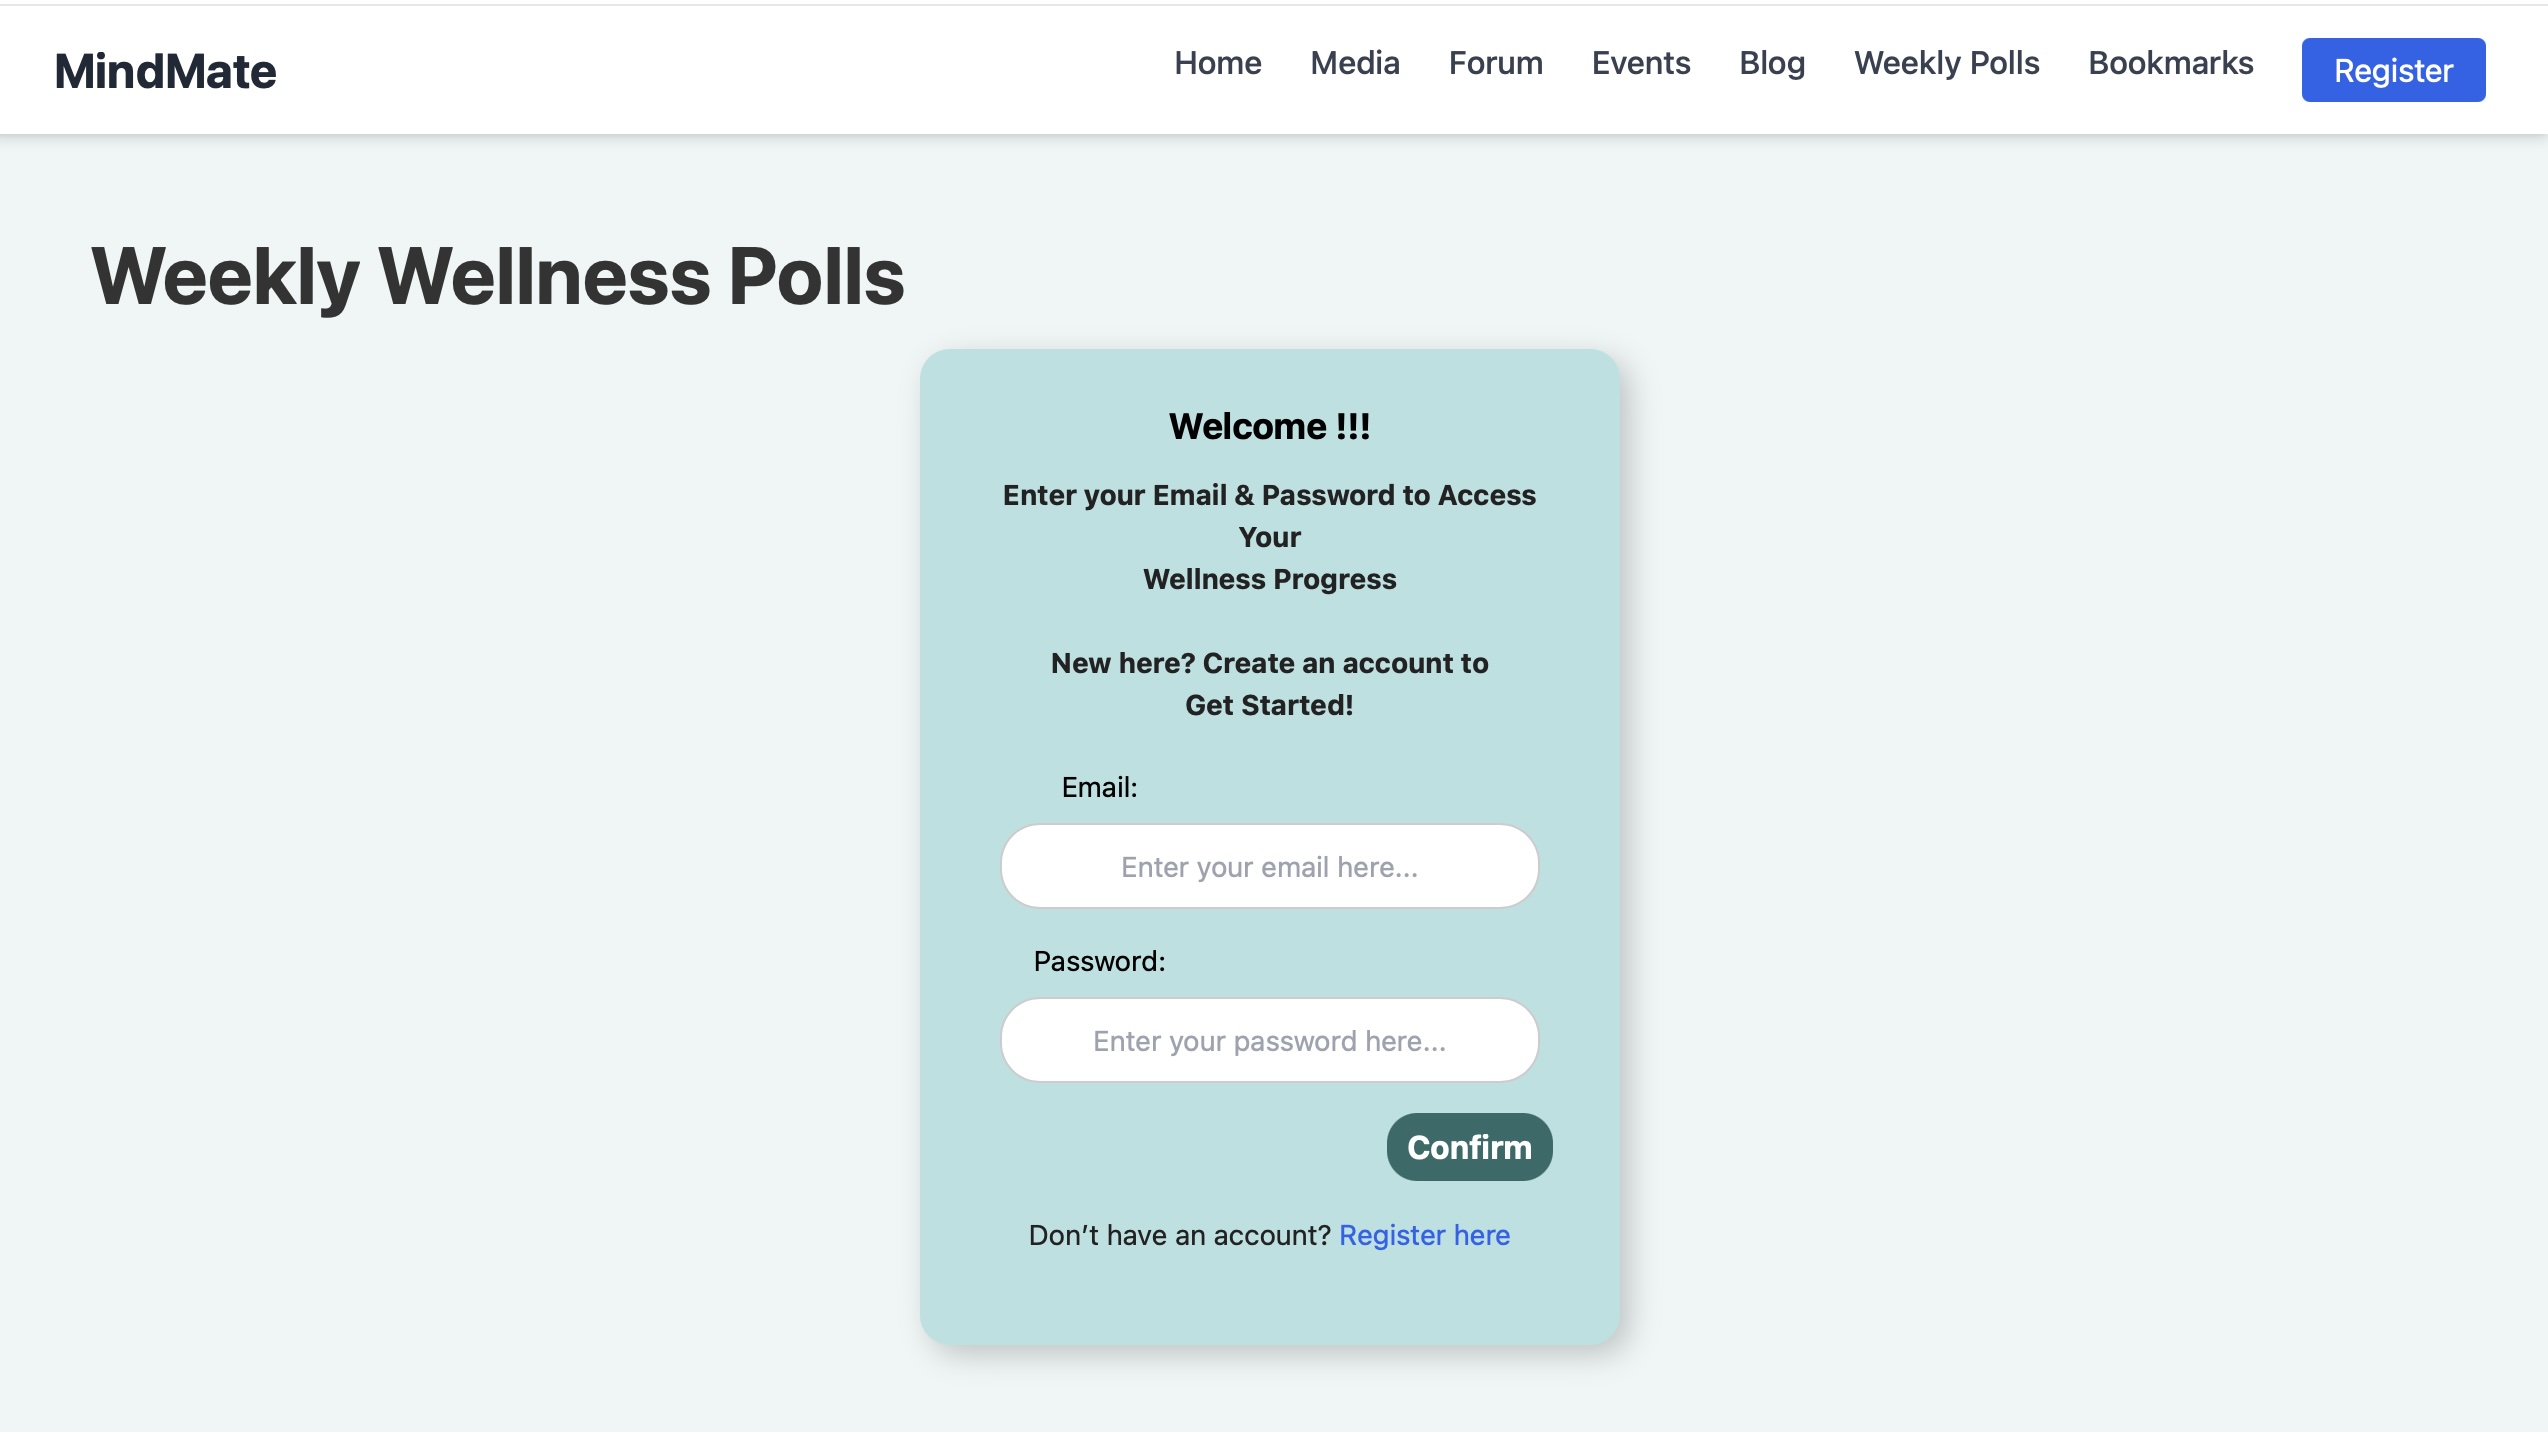 MindMate
Home Media Forum Events Blog Weekly Polls Bookmarks Register
Weekly Wellness Polls
Welcome !!!
Enter your Email & Password to Access
Your
Wellness Progress
New here? Create an account to
Get Started!
Email:
Enter your email here...
Password:
Enter your password here...
Confirm
Don’t have an account? Register here